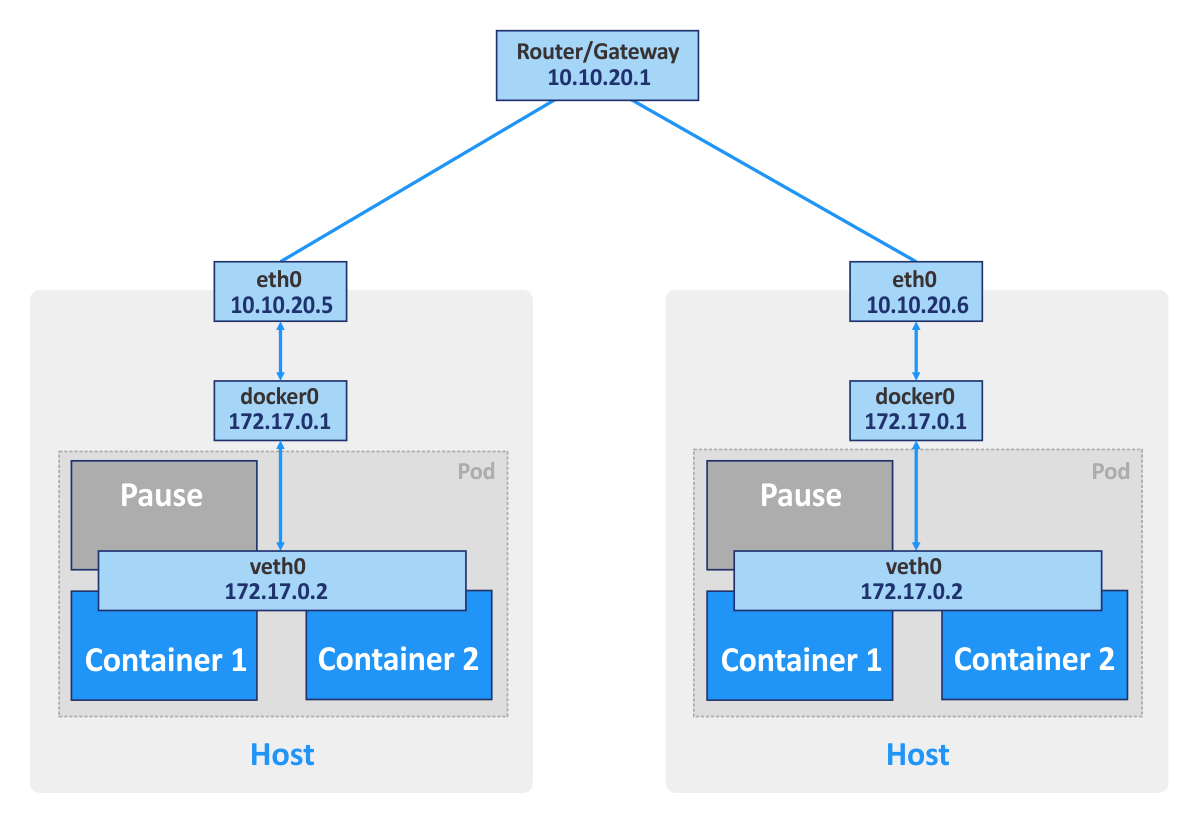 Router/Gateway
10.10.20.1
eth0
10.10.20.5
docker0
172.17.0.1
Pod
Pause
veth0
172.17.0.2
Container 1
Container 2
Host
eth0
10.10.20.6
docker0
172.17.0.1
Pod
Pause
veth0
172.17.0.2
Container 1
Container 2
Host